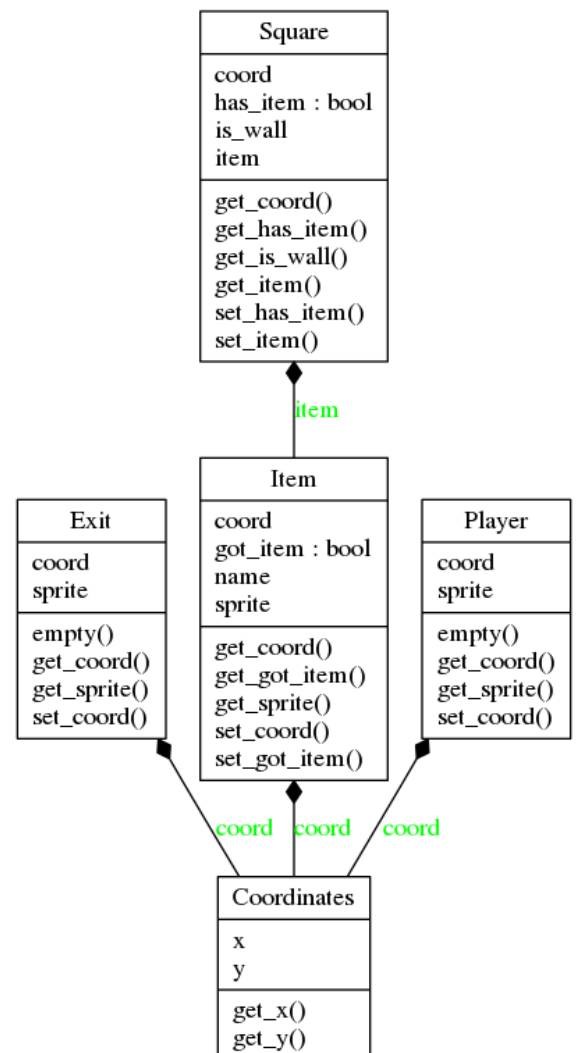 Square
coord
has_item : bool
is_wall
item
get_coord()
get_has_item()
get_is_wall()
get_item()
set_has_item()
set_item()
item
Exit
coord
sprite
empty()
get_coord()
get_sprite()
set_coord()
Item
coord
got_item : bool
name
sprite
get_coord()
get_got_item()
get_sprite()
set_coord()
set_got_item()
Player
coord
sprite
empty()
get_coord()
get_sprite()
set_coord()
coord
coord
coord
Coordinates
x
y
get_x()
get_y()